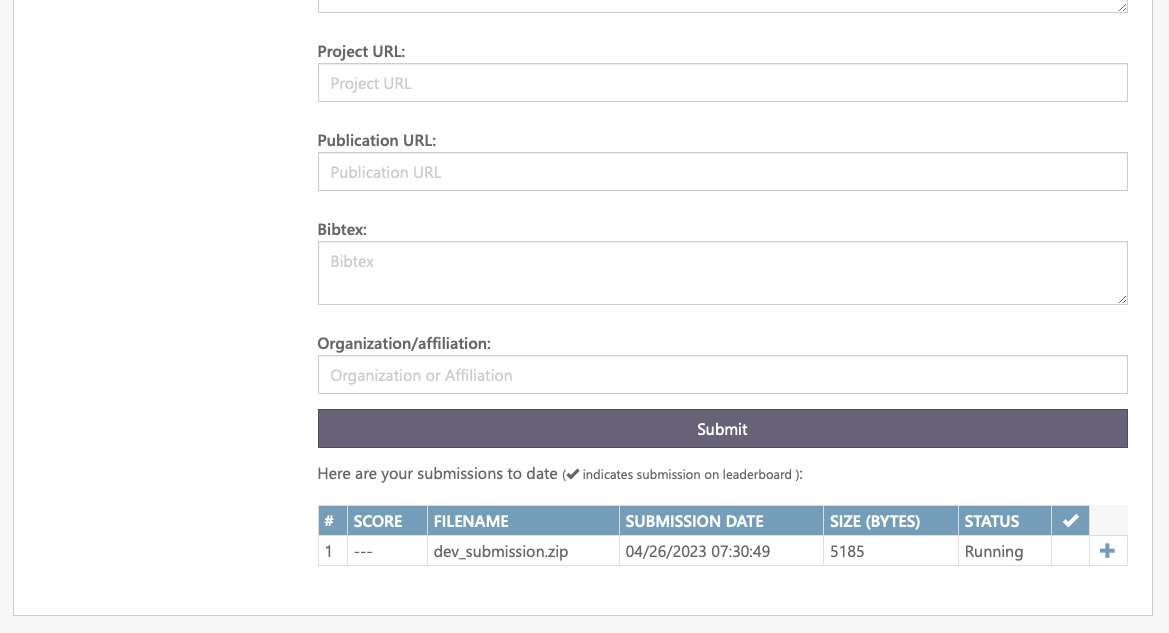 Project URL:
Project URL
Publication URL:
Publication URL
Bibtex:
Bibtex
Organization/affiliation:
Organization or Affiliation
Submit
Here are your submissions to date (✔ indicates submission on leaderboard ):
# SCORE FILENAME SUBMISSION DATE SIZE (BYTES) STATUS ✔
1 --- dev_submission.zip 04/26/2023 07:30:49 5185 Running +